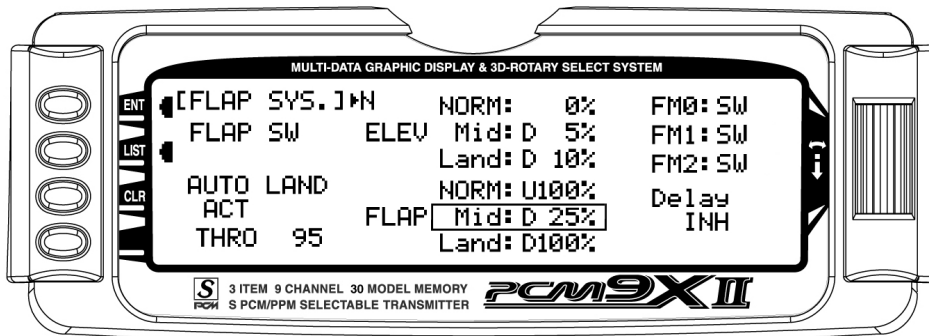 MULTI-DATA GRAPHIC DISPLAY & 3D-ROTARY SELECT SYSTEM
ENT
LIST
CLR
[FLAP SYS.]▸N
FLAP SW
AUTO LAND
ACT
THRO 95
ELEV
NORM: 0%
Mid: D 5%
Land: D 10%
FLAP
NORM: U100%
Mid: D 25%
Land: D100%
FM0: SW
FM1: SW
FM2: SW
Delay
INH
S PCM
3 ITEM 9 CHANNEL 30 MODEL MEMORY
S PCM/PPM SELECTABLE TRANSMITTER
PCM9XII